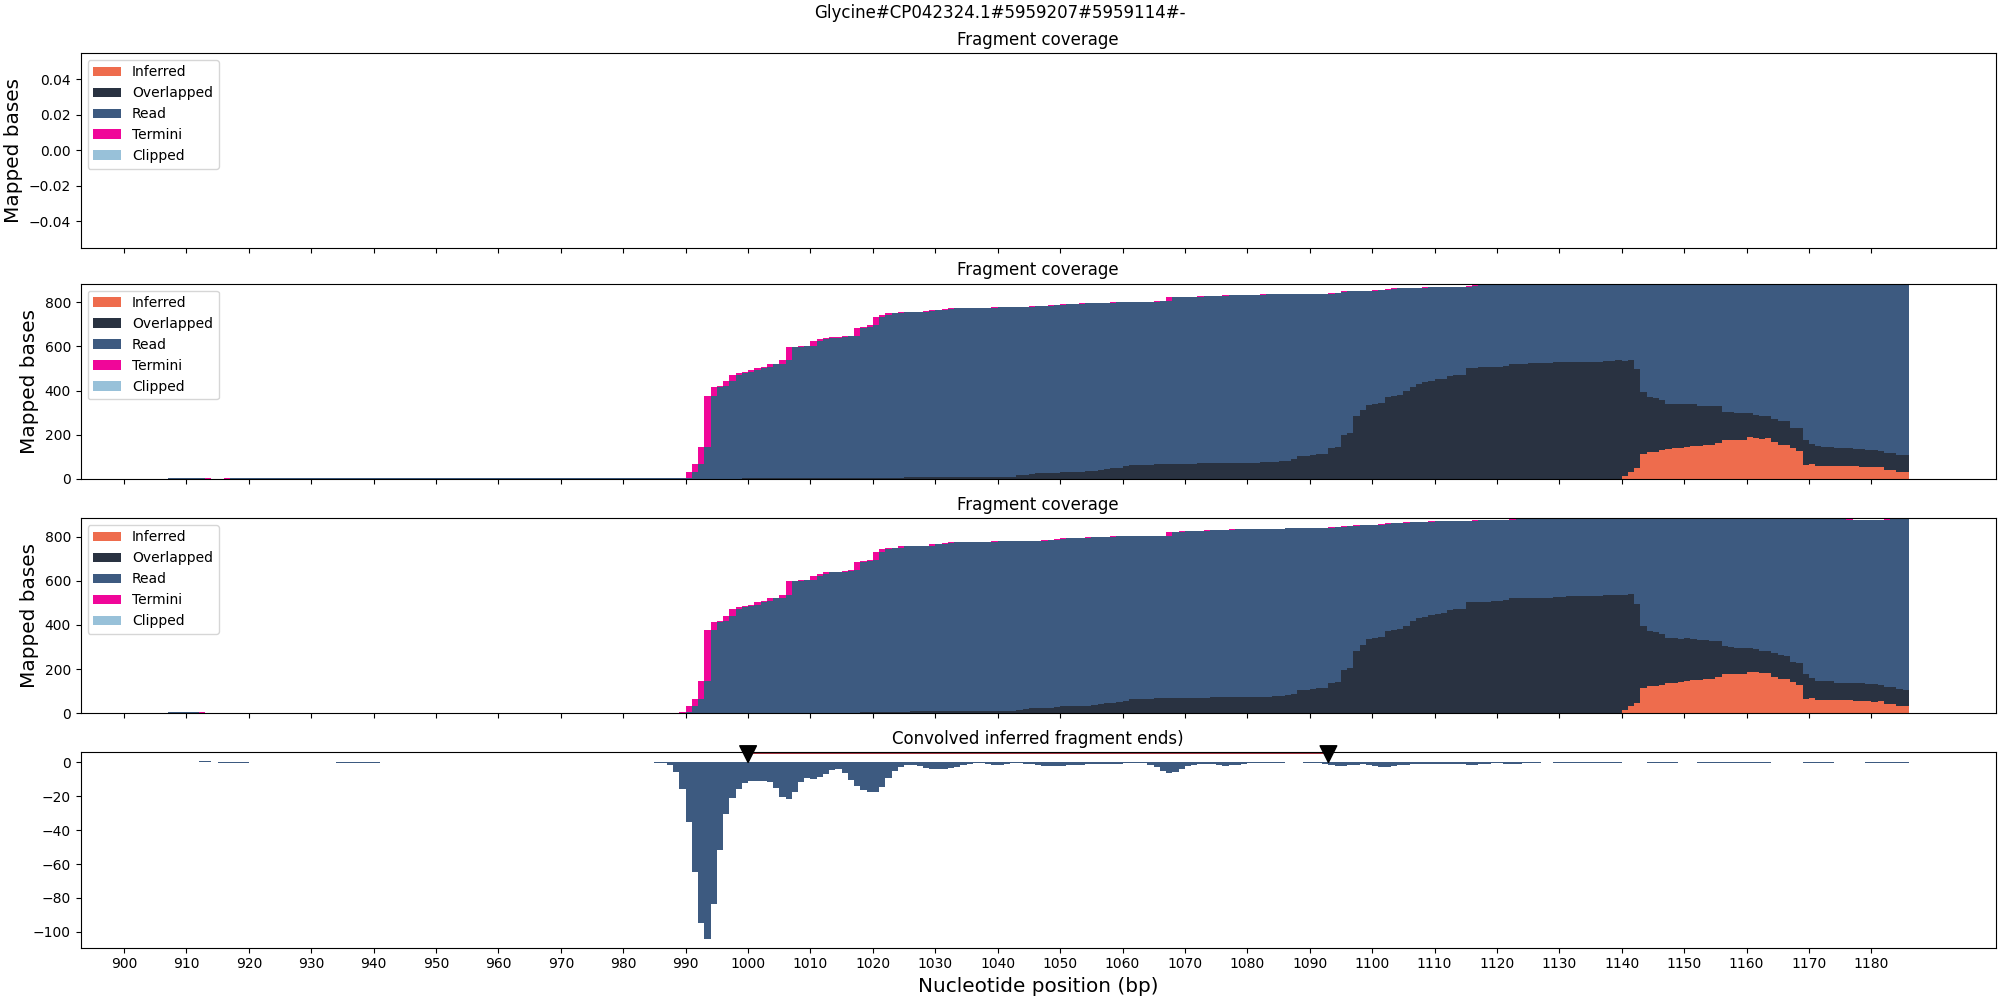 Glycine#CP042324.1#5959207#5959114#-
Fragment coverage
Mapped bases
0.04
0.02
0.00
−0.02
−0.04
Inferred
Overlapped
Read
Termini
Clipped
Fragment coverage
Mapped bases
800
600
400
200
0
Inferred
Overlapped
Read
Termini
Clipped
Fragment coverage
Mapped bases
800
600
400
200
0
Inferred
Overlapped
Read
Termini
Clipped
Convolved inferred fragment ends)
0
−20
−40
−60
−80
−100
900 910 920 930 940 950 960 970 980 990 1000 1010 1020 1030 1040 1050 1060 1070 1080 1090 1100 1110 1120 1130 1140 1150 1160 1170 1180
Nucleotide position (bp)